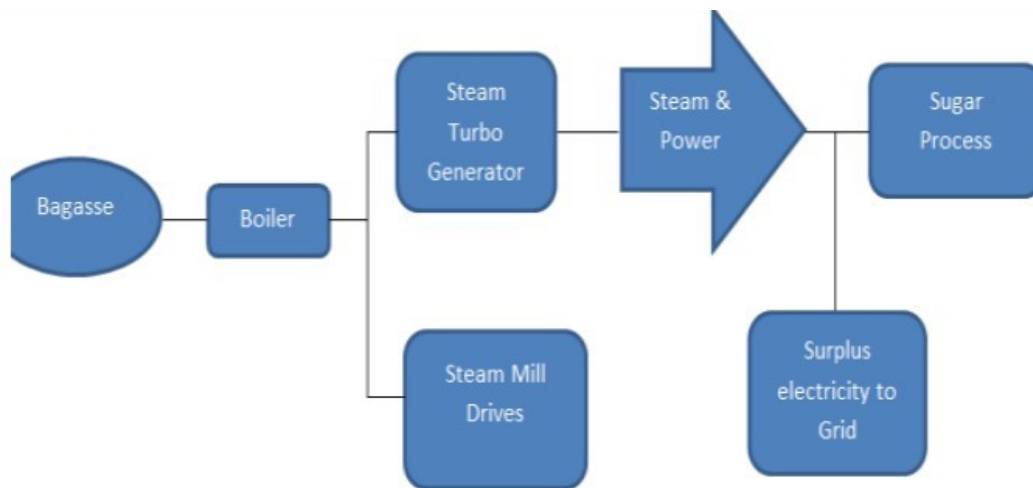 Bagasse
Boiler
Steam
Turbo
Generator
Steam Mill
Drives
Steam &
Power
Sugar
Process
Surplus
electricity to
Grid